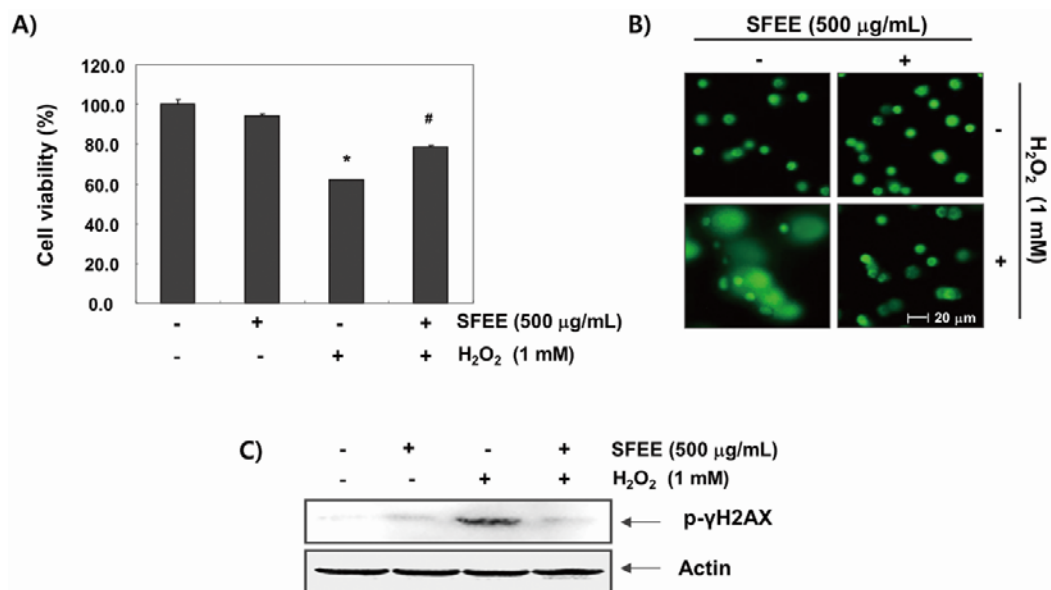 A)
120.0
100.0
80.0
60.0
40.0
20.0
0.0
Cell viability (%)
*
#
- + - + SFEE (500 µg/mL)
- - + + H₂O₂ (1 mM)
B)
SFEE (500 µg/mL)
- +
-
+
H₂O₂ (1 mM)
20 µm
C)
- + - + SFEE (500 µg/mL)
- - + + H₂O₂ (1 mM)
p-γH2AX
Actin